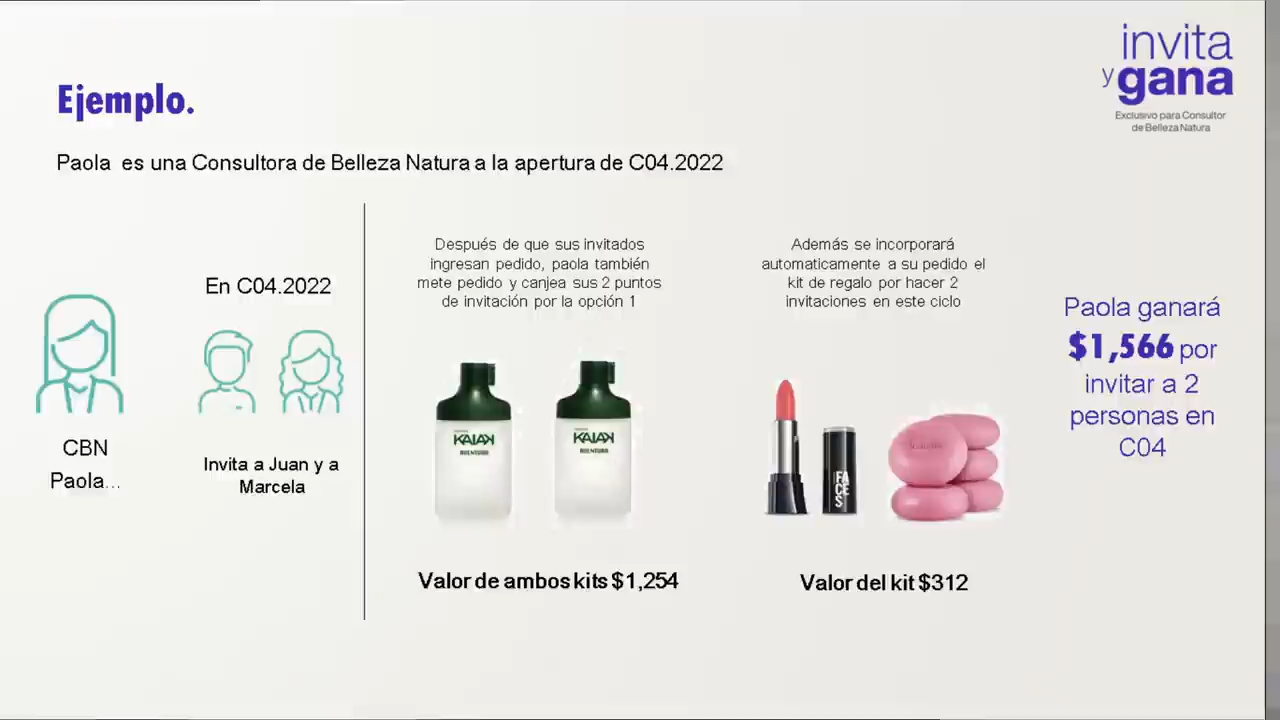 invita
y gana
Exclusivo para Consultor
de Belleza Natura
Ejemplo.
Paola es una Consultora de Belleza Natura a la apertura de C04.2022
CBN
Paola...
En C04.2022
Invita a Juan y a
Marcela
Después de que sus invitados
ingresan pedido, paola también
mete pedido y canjea sus 2 puntos
de invitación por la opción 1
KAIAK
AVENTURA
KAIAK
AVENTURA
Valor de ambos kits $1,254
Además se incorporará
automaticamente a su pedido el
kit de regalo por hacer 2
invitaciones en este ciclo
FACES
Valor del kit $312
Paola ganará
$1,566 por
invitar a 2
personas en
C04